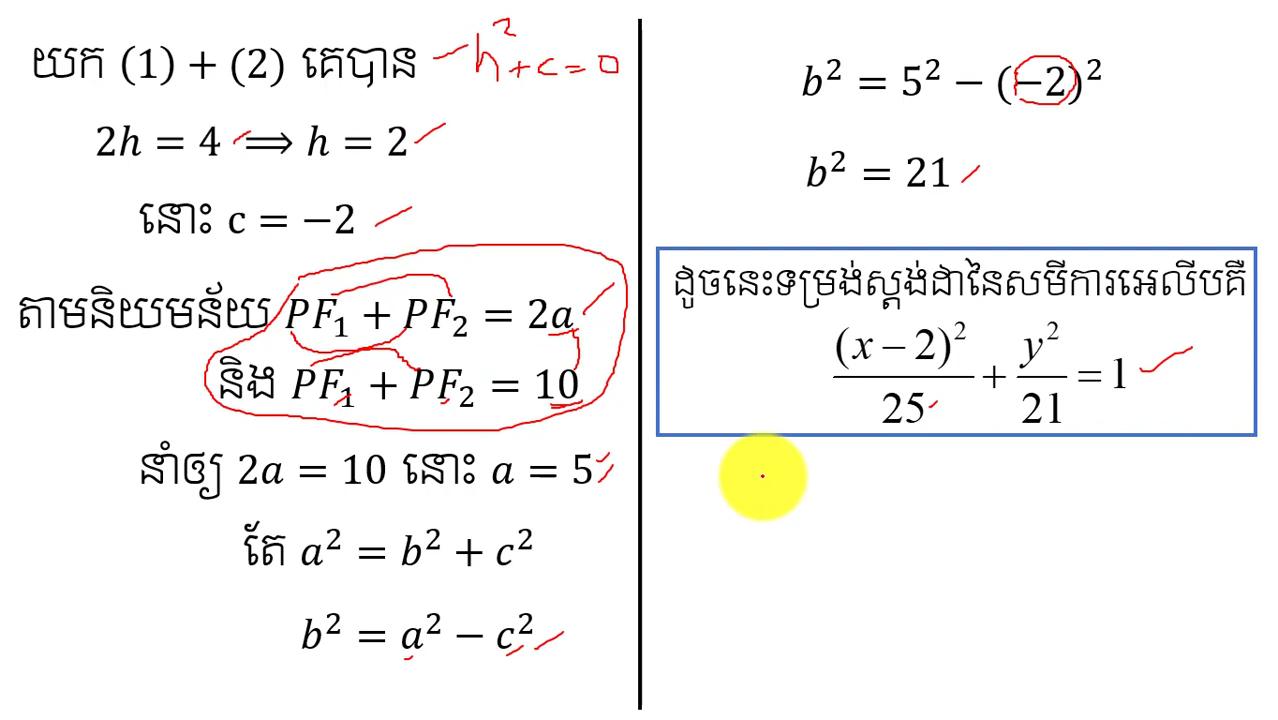 យក (1) + (2) គេបាន h² + c = 0
2h = 4 ⟹ h = 2
នោះ c = −2
តាមនិយមន័យ PF₁ + PF₂ = 2a
និង PF₁ + PF₂ = 10
នាំឲ្យ 2a = 10 នោះ a = 5
តែ a² = b² + c²
b² = a² − c²
b² = 5² − (−2)²
b² = 21
ដូចនេះទម្រង់ស្តង់ដានៃសមីការអេលីបគឺ
(x − 2)²/25 + y²/21 = 1